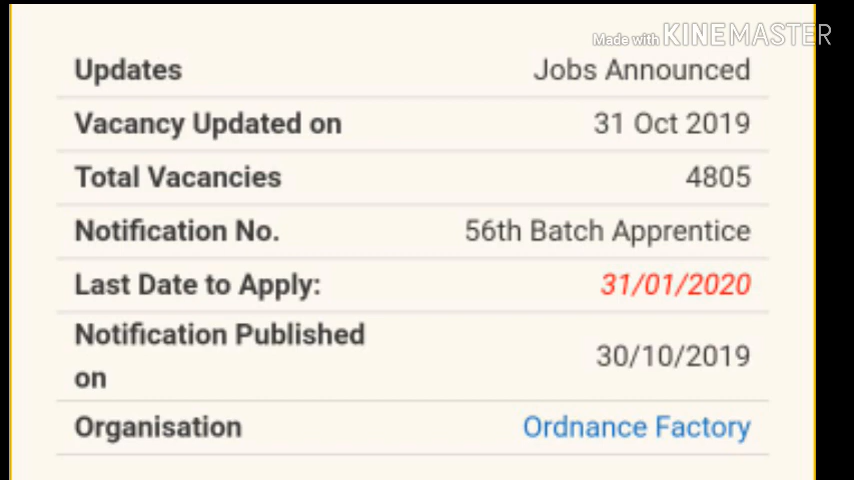 Made with KINEMASTER
Updates Jobs Announced
Vacancy Updated on 31 Oct 2019
Total Vacancies 4805
Notification No. 56th Batch Apprentice
Last Date to Apply: 31/01/2020
Notification Published
on 30/10/2019
Organisation Ordnance Factory